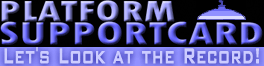 PLATFORM
SUPPORTCARD
LET'S LOOK AT THE RECORD!